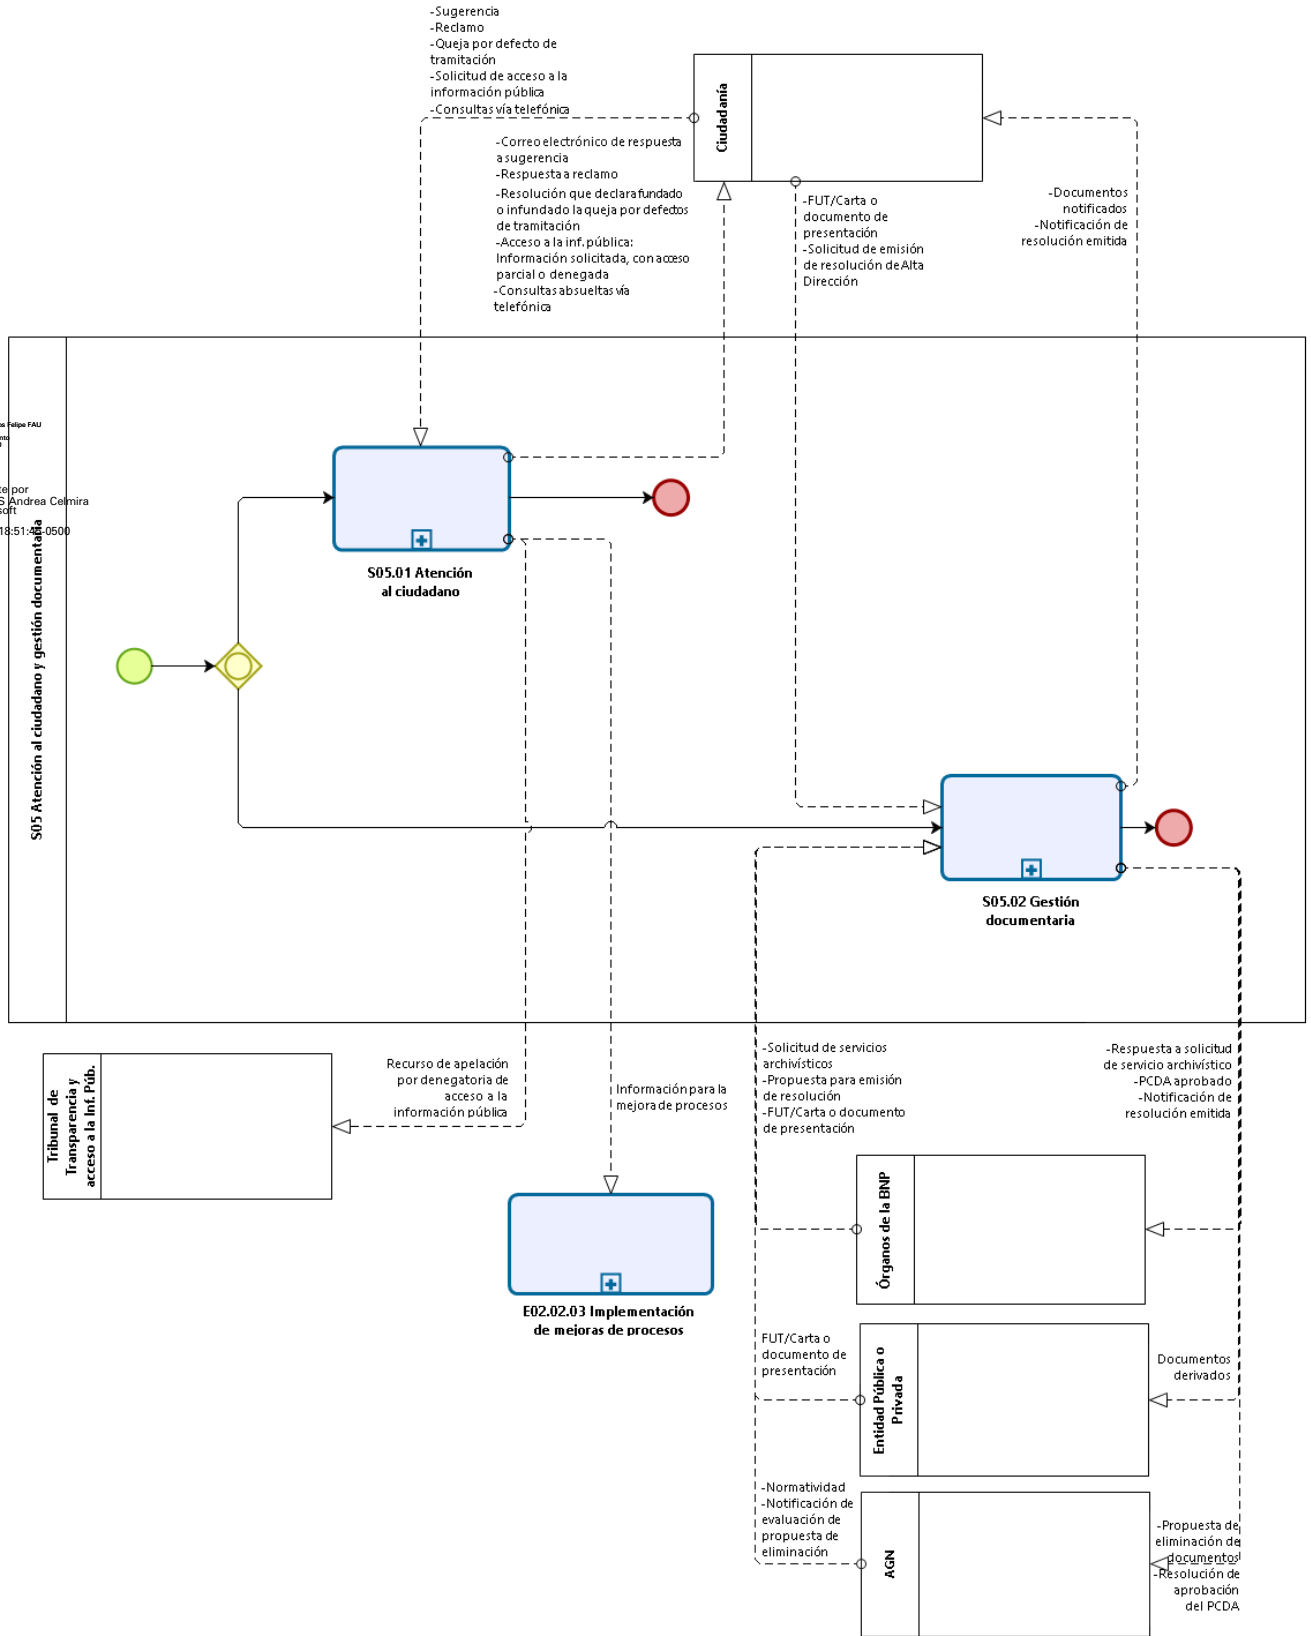 -Sugerencia
-Reclamo
-Queja por defecto de
tramitación
-Solicitud de acceso a la
información pública
-Consultas vía telefónica
Ciudadanía
-Correo electrónico de respuesta
a sugerencia
-Respuesta a reclamo
-Resolución que declara fundado
o infundado la queja por defectos
de tramitación
-Acceso a la inf. pública:
Información solicitada, con acceso
parcial o denegada
-Consultas absueltas vía
telefónica
-FUT/Carta o
documento de
presentación
-Solicitud de emisión
de resolución de Alta
Dirección
-Documentos
notificados
-Notificación de
resolución emitida
S05 Atención al ciudadano y gestión documentaria
Felipe FAU
por
Andrea Celmira
S05.01 Atención
al ciudadano
S05.02 Gestión
documentaria
Tribunal de
Transparencia y
acceso a la Inf. Púb.
Recurso de apelación
por denegatoria de
acceso a la
información pública
Información para la
mejora de procesos
E02.02.03 Implementación
de mejoras de procesos
-Solicitud de servicios
archivísticos
-Propuesta para emisión
de resolución
-FUT/Carta o documento
de presentación
-Respuesta a solicitud
de servicio archivístico
-PCDA aprobado
-Notificación de
resolución emitida
Órganos de la BNP
FUT/Carta o
documento de
presentación
Entidad Pública o
Privada
Documentos
derivados
-Normatividad
-Notificación de
evaluación de
propuesta de
eliminación
AGN
-Propuesta de
eliminación de
documentos
-Resolución de
aprobación
del PCDA